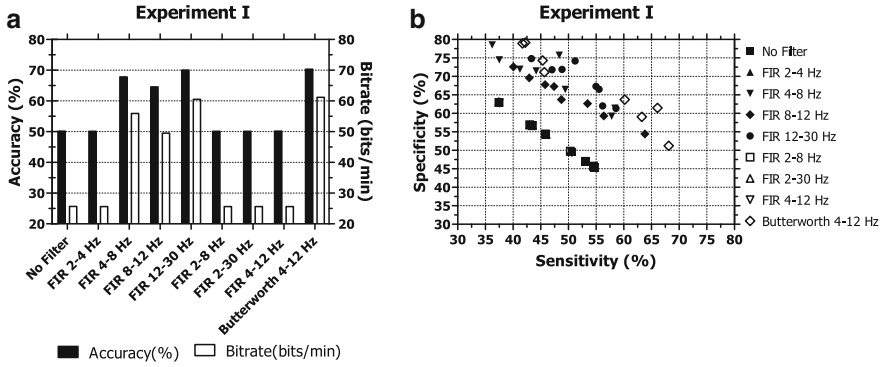 a
Experiment I
80
70
60
50
40
30
20
Accuracy (%)
80
70
60
50
40
30
20
Bitrate (bits/min)
No Filter
FIR 2-4 Hz
FIR 4-8 Hz
FIR 8-12 Hz
FIR 12-30 Hz
FIR 2-8 Hz
FIR 2-30 Hz
FIR 4-12 Hz
Butterworth 4-12 Hz
Accuracy(%)
Bitrate(bits/min)
b
Experiment I
80
75
70
65
60
55
50
45
40
35
30
Specificity (%)
30 35 40 45 50 55 60 65 70 75 80
Sensitivity (%)
No Filter
FIR 2-4 Hz
FIR 4-8 Hz
FIR 8-12 Hz
FIR 12-30 Hz
FIR 2-8 Hz
FIR 2-30 Hz
FIR 4-12 Hz
Butterworth 4-12 Hz